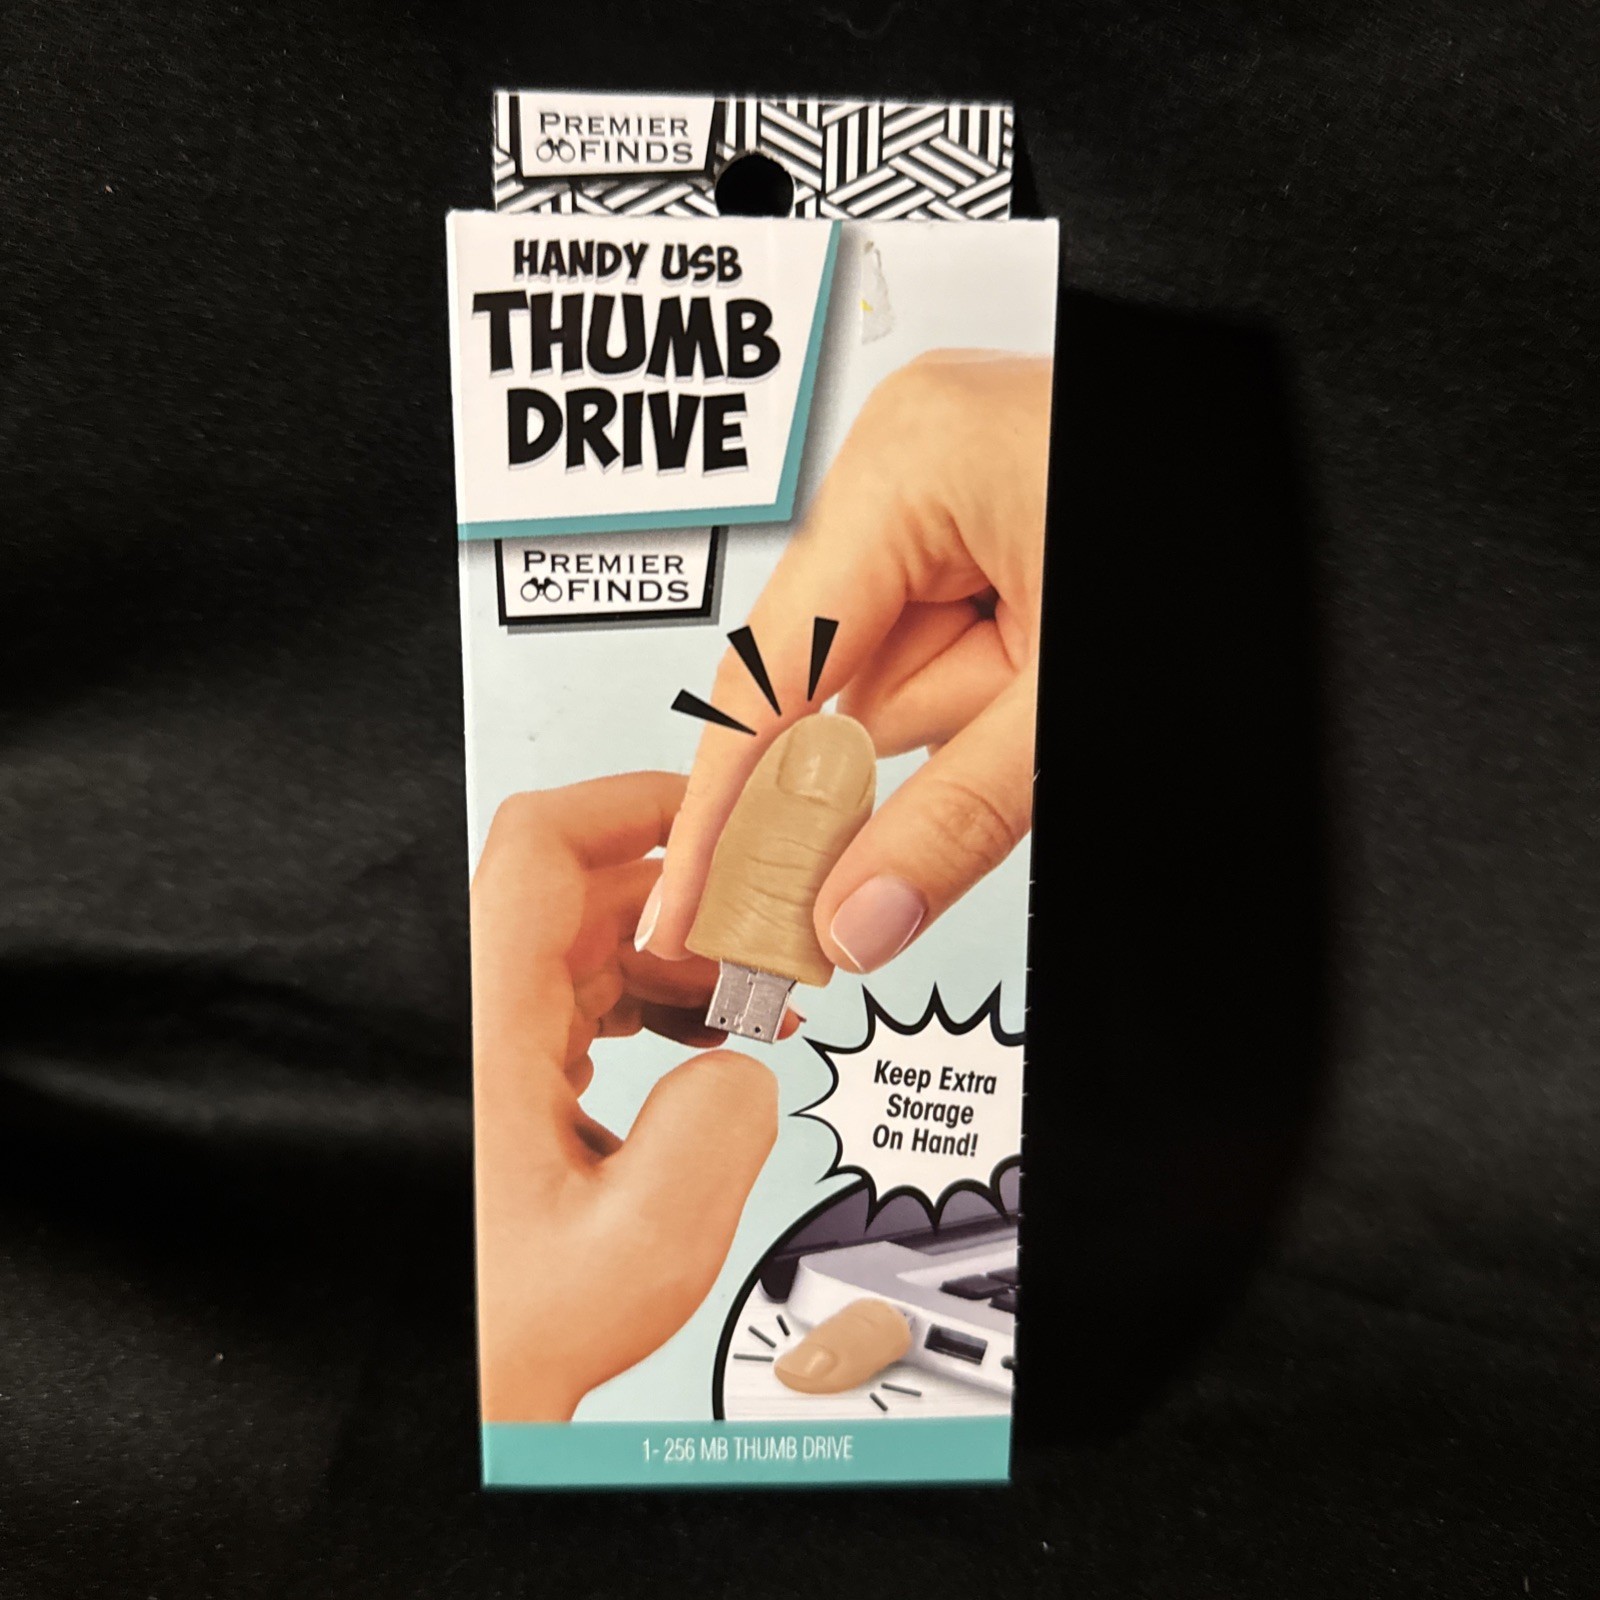 PREMIER
FINDS
HANDY USB
THUMB
DRIVE
PREMIER
FINDS
Keep Extra
Storage
On Hand!
1- 256 MB THUMB DRIVE